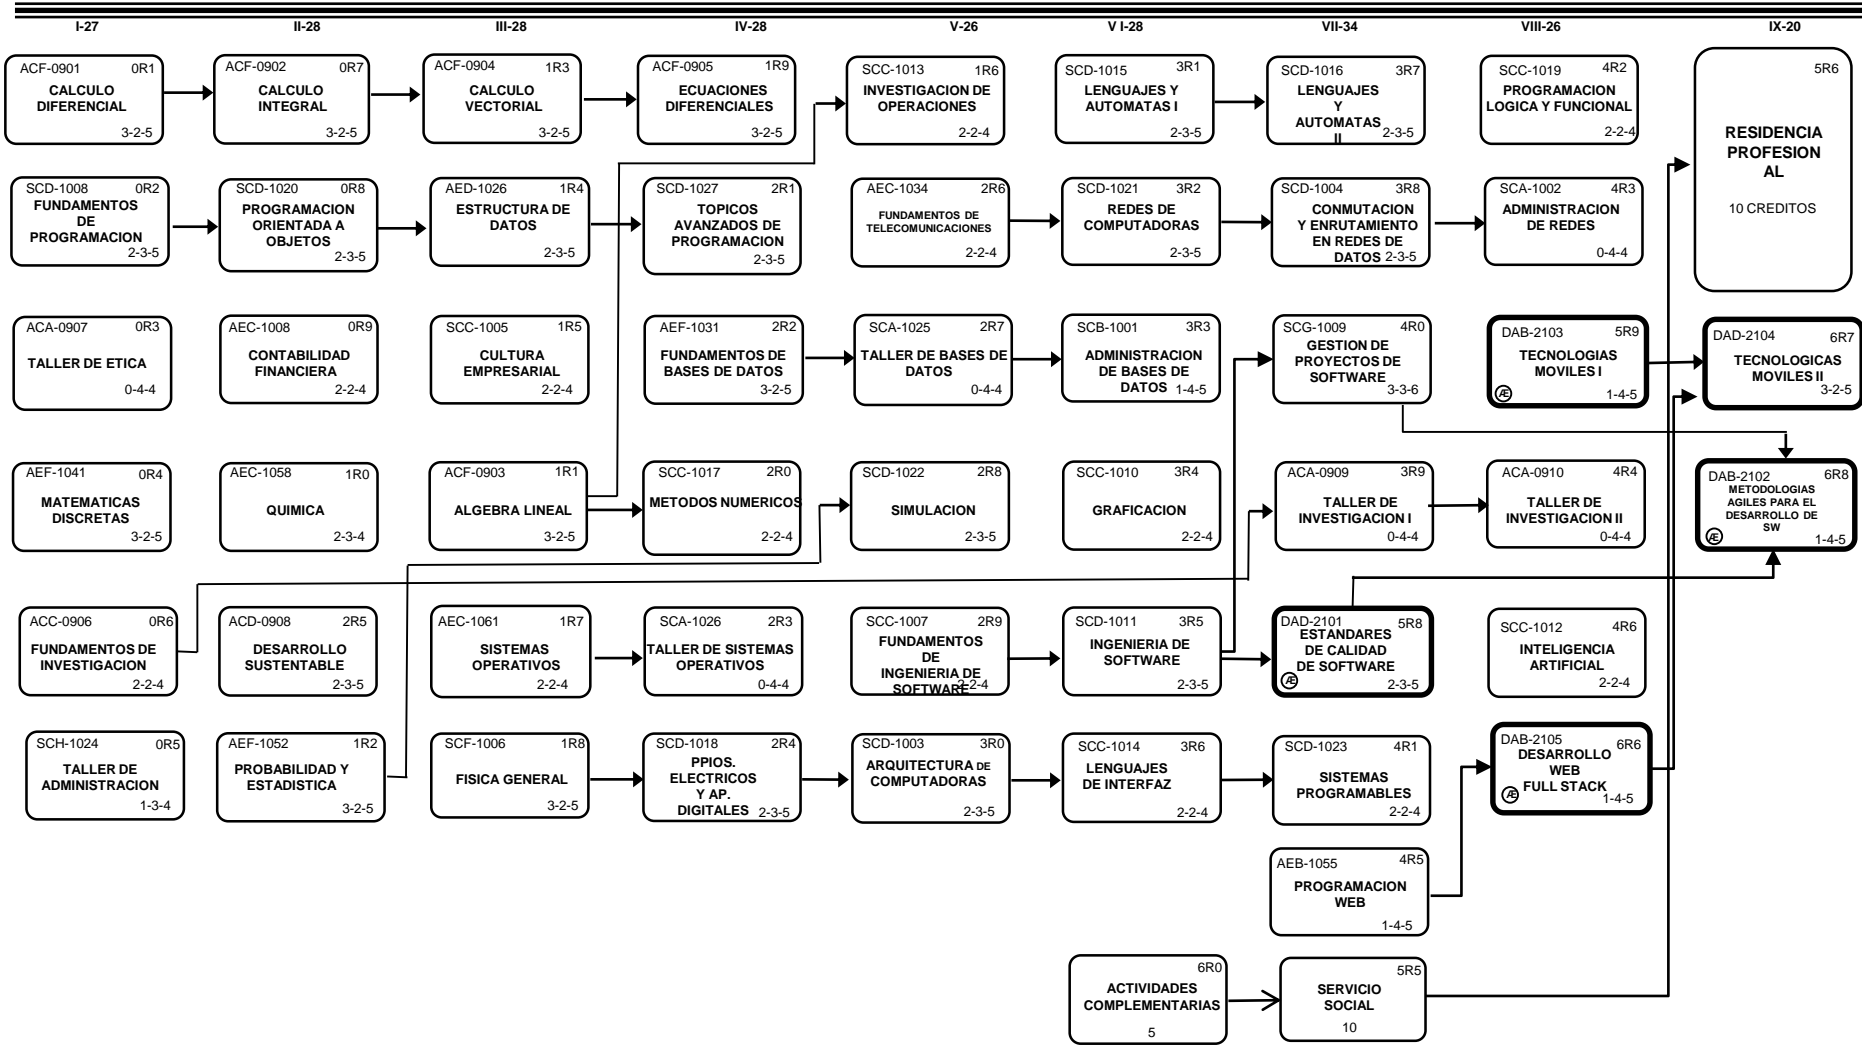 I-27 II-28 III-28 IV-28 V-26 V I-28 VII-34 VIII-26 IX-20
ACF-0901 0R1
CALCULO
DIFERENCIAL
3-2-5
ACF-0902 0R7
CALCULO
INTEGRAL
3-2-5
ACF-0904 1R3
CALCULO
VECTORIAL
3-2-5
ACF-0905 1R9
ECUACIONES
DIFERENCIALES
3-2-5
SCC-1013 1R6
INVESTIGACION DE
OPERACIONES
2-2-4
SCD-1015 3R1
LENGUAJES Y
AUTOMATAS I
2-3-5
SCD-1016 3R7
LENGUAJES
Y
AUTOMATAS
II
2-3-5
SCC-1019 4R2
PROGRAMACION
LOGICA Y FUNCIONAL
2-2-4
5R6
RESIDENCIA
PROFESION
AL
10 CREDITOS
SCD-1008 0R2
FUNDAMENTOS
DE
PROGRAMACION
2-3-5
SCD-1020 0R8
PROGRAMACION
ORIENTADA A
OBJETOS
2-3-5
AED-1026 1R4
ESTRUCTURA DE
DATOS
2-3-5
SCD-1027 2R1
TOPICOS
AVANZADOS DE
PROGRAMACION
2-3-5
AEC-1034 2R6
FUNDAMENTOS DE
TELECOMUNICACIONES
2-2-4
SCD-1021 3R2
REDES DE
COMPUTADORAS
2-3-5
SCD-1004 3R8
CONMUTACION
Y ENRUTAMIENTO
EN REDES DE
DATOS 2-3-5
SCA-1002 4R3
ADMINISTRACION
DE REDES
0-4-4
ACA-0907 0R3
TALLER DE ETICA
0-4-4
AEC-1008 0R9
CONTABILIDAD
FINANCIERA
2-2-4
SCC-1005 1R5
CULTURA
EMPRESARIAL
2-2-4
AEF-1031 2R2
FUNDAMENTOS DE
BASES DE DATOS
3-2-5
SCA-1025 2R7
TALLER DE BASES DE
DATOS
0-4-4
SCB-1001 3R3
ADMINISTRACION
DE BASES DE
DATOS 1-4-5
SCG-1009 4R0
GESTION DE
PROYECTOS DE
SOFTWARE
3-3-6
DAB-2103 5R9
TECNOLOGIAS
MOVILES I
Æ 1-4-5
DAD-2104 6R7
TECNOLOGICAS
MOVILES II
3-2-5
AEF-1041 0R4
MATEMATICAS
DISCRETAS
3-2-5
AEC-1058 1R0
QUIMICA
2-3-4
ACF-0903 1R1
ALGEBRA LINEAL
3-2-5
SCC-1017 2R0
METODOS NUMERICOS
2-2-4
SCD-1022 2R8
SIMULACION
2-3-5
SCC-1010 3R4
GRAFICACION
2-2-4
ACA-0909 3R9
TALLER DE
INVESTIGACION I
0-4-4
ACA-0910 4R4
TALLER DE
INVESTIGACION II
0-4-4
DAB-2102 6R8
METODOLOGIAS
AGILES PARA EL
DESARROLLO DE
SW
Æ 1-4-5
ACC-0906 0R6
FUNDAMENTOS DE
INVESTIGACION
2-2-4
ACD-0908 2R5
DESARROLLO
SUSTENTABLE
2-3-5
AEC-1061 1R7
SISTEMAS
OPERATIVOS
2-2-4
SCA-1026 2R3
TALLER DE SISTEMAS
OPERATIVOS
0-4-4
SCC-1007 2R9
FUNDAMENTOS
DE
INGENIERIA DE
SOFTWARE
2-2-4
SCD-1011 3R5
INGENIERIA DE
SOFTWARE
2-3-5
DAD-2101 5R8
ESTANDARES
DE CALIDAD
DE SOFTWARE
Æ 2-3-5
SCC-1012 4R6
INTELIGENCIA
ARTIFICIAL
2-2-4
SCH-1024 0R5
TALLER DE
ADMINISTRACION
1-3-4
AEF-1052 1R2
PROBABILIDAD Y
ESTADISTICA
3-2-5
SCF-1006 1R8
FISICA GENERAL
3-2-5
SCD-1018 2R4
PPIOS.
ELECTRICOS
Y AP.
DIGITALES 2-3-5
SCD-1003 3R0
ARQUITECTURA DE
COMPUTADORAS
2-3-5
SCC-1014 3R6
LENGUAJES
DE INTERFAZ
2-2-4
SCD-1023 4R1
SISTEMAS
PROGRAMABLES
2-2-4
DAB-2105 6R6
DESARROLLO
WEB
FULL STACK
Æ 1-4-5
AEB-1055 4R5
PROGRAMACION
WEB
1-4-5
6R0
ACTIVIDADES
COMPLEMENTARIAS
5
5R5
SERVICIO
SOCIAL
10